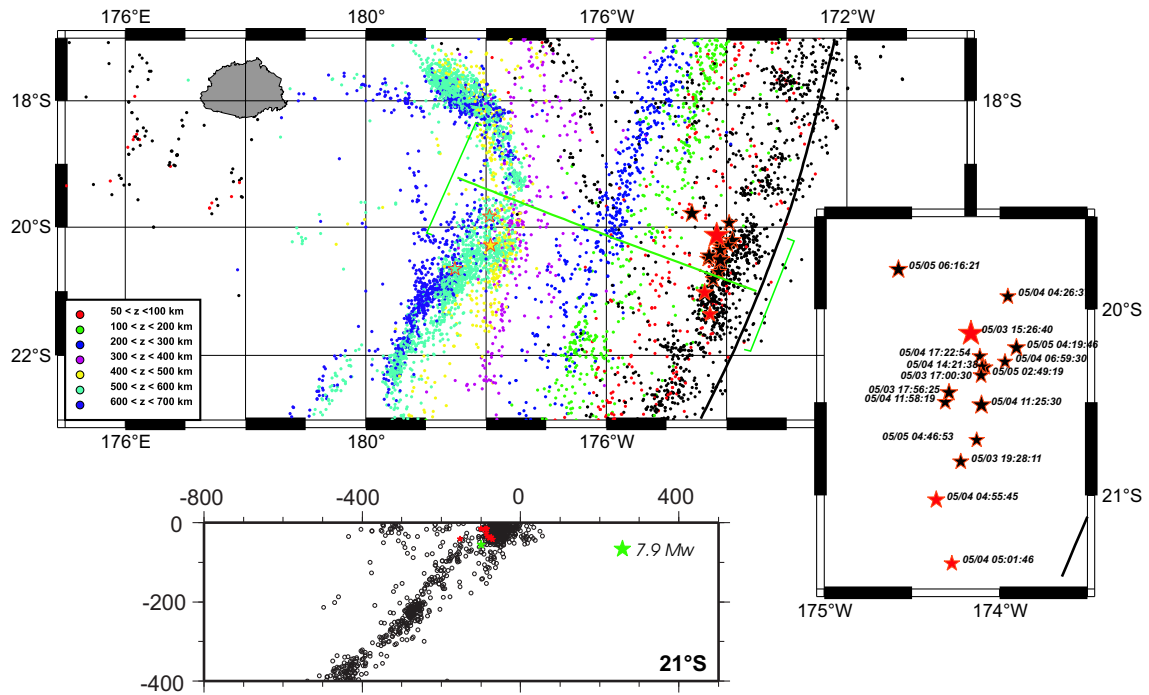 176°E 180° 176°W 172°W
18°S 18°S
20°S
22°S
50 < z <100 km
100 < z < 200 km
200 < z < 300 km
300 < z < 400 km
400 < z < 500 km
500 < z < 600 km
600 < z < 700 km
176°E 180° 176°W
05/05 06:16:21
05/04 04:26:3
20°S
05/03 15:26:40
05/05 04:19:46
05/04 17:22:54
05/04 06:59:30
05/04 14:21:38
05/05 02:49:19
05/03 17:00:30
05/03 17:56:25
05/04 11:58:19
05/04 11:25:30
05/05 04:46:53
05/03 19:28:11
21°S
05/04 04:55:45
05/04 05:01:46
175°W 174°W
-800 -400 0 400
0
7.9 Mw
-200
21°S
-400